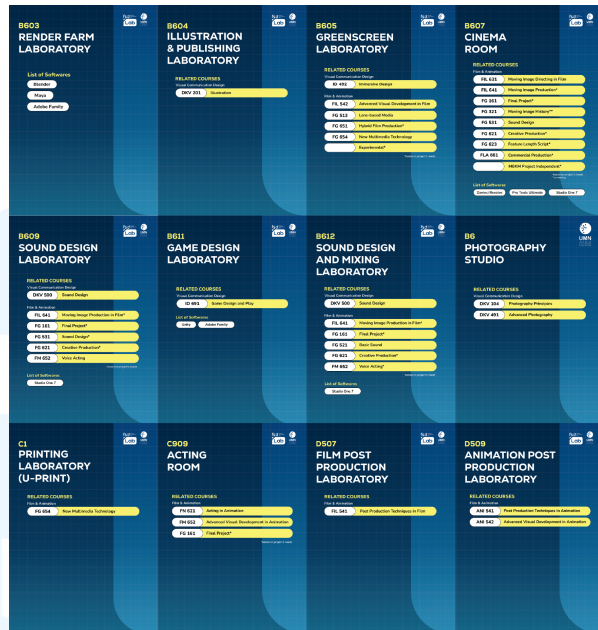 B603
RENDER FARM
LABORATORY
List of Softwares
Blender
Maya
Adobe Family
B604
ILLUSTRATION
& PUBLISHING
LABORATORY
RELATED COURSES
Visual Communication Design
DKV 201 Illustration
B605
GREENSCREEN
LABORATORY
RELATED COURSES
Visual Communication Design
ID 492 Immersive Design
Film & Animation
FIL 542 Advanced Visual Development in Film
FG 513 Lens-based Media
FG 651 Hybrid Film Production*
FG 654 New Multimedia Technology
Experimental*
B607
CINEMA
ROOM
RELATED COURSES
Film & Animation
FIL 631 Moving Image Directing in Film
FIL 641 Moving Image Production*
FG 161 Final Project*
FG 321 Moving Image History**
FG 531 Sound Design
FG 621 Creative Production*
FG 623 Feature Length Script*
FLA 661 Commercial Production*
MBKM Project Independent*
List of Softwares
Davinci Resolve
Pro Tools Ultimate
Studio One 7
B609
SOUND DESIGN
LABORATORY
RELATED COURSES
Visual Communication Design
DKV 500 Sound Design
Film & Animation
FIL 641 Moving Image Production in Film*
FG 161 Final Project*
FG 531 Sound Design*
FG 621 Creative Production*
FM 652 Voice Acting
List of Softwares
Studio One 7
B611
GAME DESIGN
LABORATORY
RELATED COURSES
Visual Communication Design
ID 691 Game Design and Play
List of Softwares
Unity
Adobe Family
B612
SOUND DESIGN
AND MIXING
LABORATORY
RELATED COURSES
Visual Communication Design
DKV 500 Sound Design
Film & Animation
FIL 641 Moving Image Production in Film*
FG 161 Final Project*
FG 521 Basic Sound
FG 621 Creative Production*
FM 652 Voice Acting*
List of Softwares
Studio One 7
UMN
B6
PHOTOGRAPHY
STUDIO
RELATED COURSES
Visual Communication Design
DKV 104 Photography Principles
DKV 491 Advanced Photography
C1
PRINTING
LABORATORY
(U-PRINT)
RELATED COURSES
Film & Animation
FG 654 New Multimedia Technology
C909
ACTING
ROOM
RELATED COURSES
Film & Animation
FN 621 Acting in Animation
FM 652 Advanced Visual Development in Animation
FG 161 Final Project*
D507
FILM POST
PRODUCTION
LABORATORY
RELATED COURSES
Film & Animation
FIL 541 Post Production Techniques in Film
D509
ANIMATION POST
PRODUCTION
LABORATORY
RELATED COURSES
Film & Animation
ANI 541 Post Production Techniques in Animation
ANI 542 Advanced Visual Development in Animation